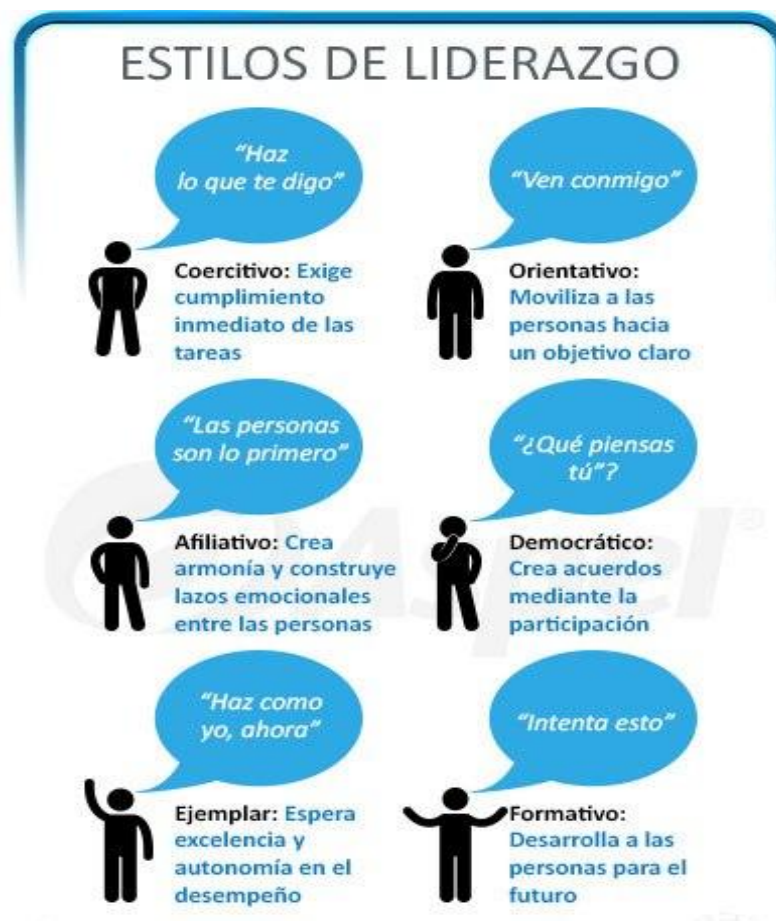 ESTILOS DE LIDERAZGO
“Haz
lo que te digo”
Coercitivo: Exige
cumplimiento
inmediato de las
tareas
“Ven conmigo”
Orientativo:
Moviliza a las
personas hacia
un objetivo claro
“Las personas
son lo primero”
Afiliativo: Crea
armonía y construye
lazos emocionales
entre las personas
“¿Qué piensas
tú”?
Democrático:
Crea acuerdos
mediante la
participación
“Haz como
yo, ahora”
Ejemplar: Espera
excelencia y
autonomía en el
desempeño
“Intenta esto”
Formativo:
Desarrolla a las
personas para el
futuro
Aspel®